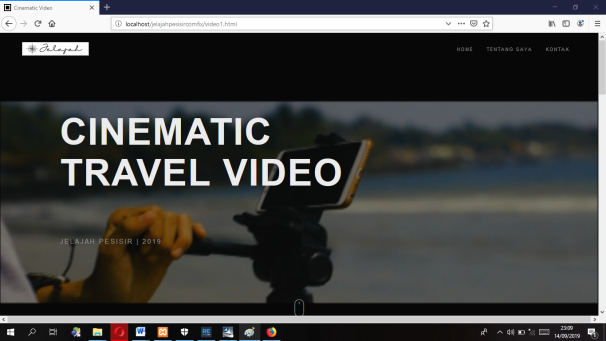 Cinematic Video
localhost/jelajahpesisircomfix/video1.html
Jelajah
HOME TENTANG SAYA KONTAK
CINEMATIC
TRAVEL VIDEO
JELAJAH PESISIR | 2019
23:09
14/09/2019